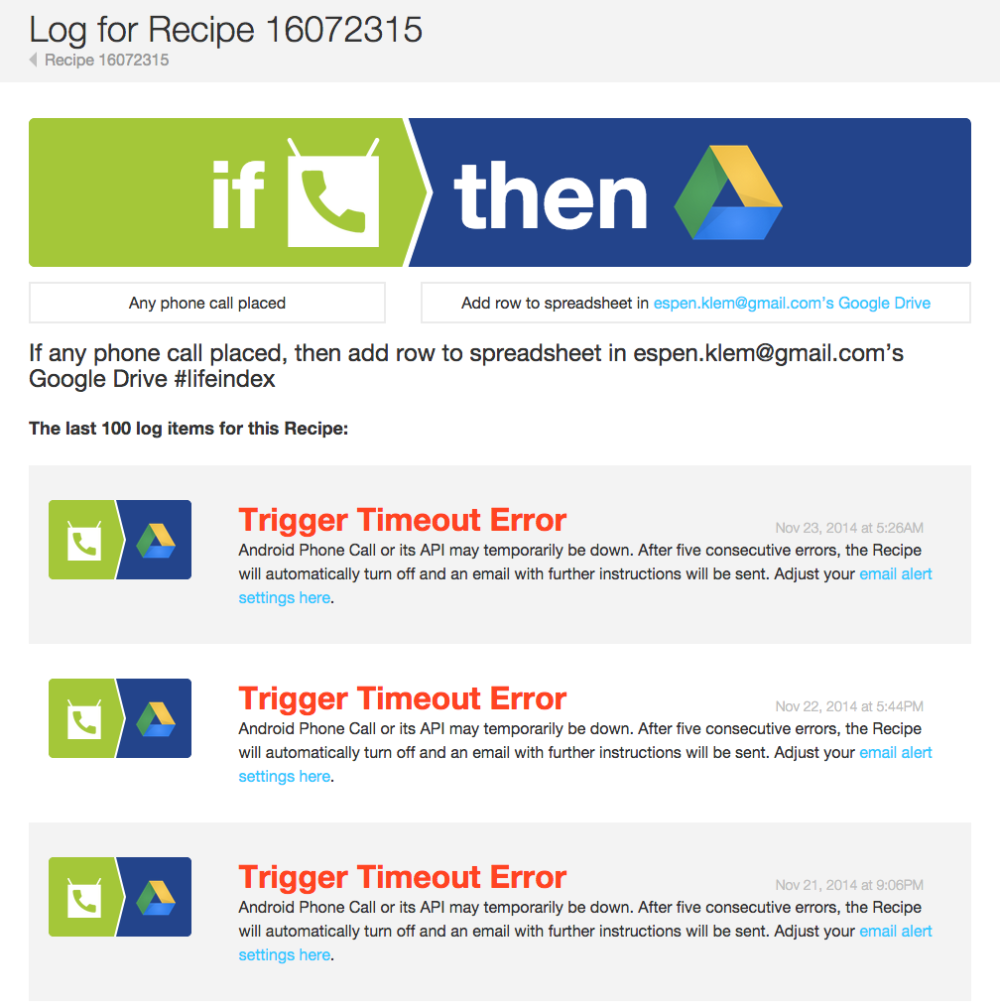 Log for Recipe 16072315
Recipe 16072315
if then
Any phone call placed
Add row to spreadsheet in espen.klem@gmail.com's Google Drive
If any phone call placed, then add row to spreadsheet in espen.klem@gmail.com's
Google Drive #lifeindex
The last 100 log items for this Recipe:
Trigger Timeout Error
Nov 23, 2014 at 5:26AM
Android Phone Call or its API may temporarily be down. After five consecutive errors, the Recipe
will automatically turn off and an email with further instructions will be sent. Adjust your email alert
settings here.
Trigger Timeout Error
Nov 22, 2014 at 5:44PM
Android Phone Call or its API may temporarily be down. After five consecutive errors, the Recipe
will automatically turn off and an email with further instructions will be sent. Adjust your email alert
settings here.
Trigger Timeout Error
Nov 21, 2014 at 9:06PM
Android Phone Call or its API may temporarily be down. After five consecutive errors, the Recipe
will automatically turn off and an email with further instructions will be sent. Adjust your email alert
settings here.